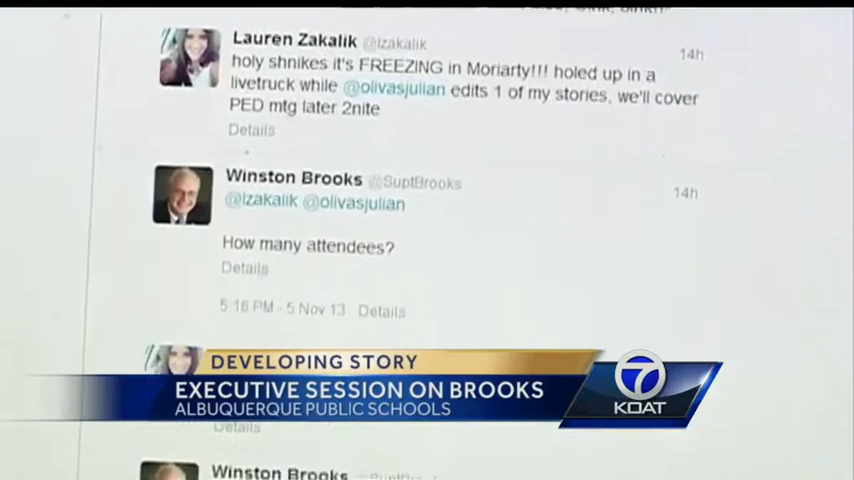 Lauren Zakalik @lzakalik
14h
holy shnikes it's FREEZING in Moriarty!!! holed up in a
livetruck while @olivasjulian edits 1 of my stories, we'll cover
PED mtg later 2nite
Details
Winston Brooks @SuptBrooks
14h
@lzakalik @olivasjulian
How many attendees?
Details
5:16 PM - 5 Nov 13 Details
DEVELOPING STORY
EXECUTIVE SESSION ON BROOKS
ALBUQUERQUE PUBLIC SCHOOLS
7
KOAT
Details
Winston Brooks